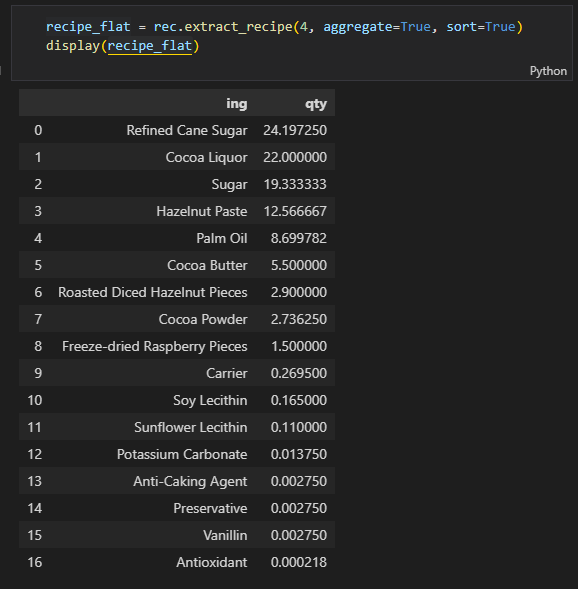 recipe_flat = rec.extract_recipe(4, aggregate=True, sort=True)
display(recipe_flat)
Python
ing qty
0 Refined Cane Sugar 24.197250
1 Cocoa Liquor 22.000000
2 Sugar 19.333333
3 Hazelnut Paste 12.566667
4 Palm Oil 8.699782
5 Cocoa Butter 5.500000
6 Roasted Diced Hazelnut Pieces 2.900000
7 Cocoa Powder 2.736250
8 Freeze-dried Raspberry Pieces 1.500000
9 Carrier 0.269500
10 Soy Lecithin 0.165000
11 Sunflower Lecithin 0.110000
12 Potassium Carbonate 0.013750
13 Anti-Caking Agent 0.002750
14 Preservative 0.002750
15 Vanillin 0.002750
16 Antioxidant 0.000218